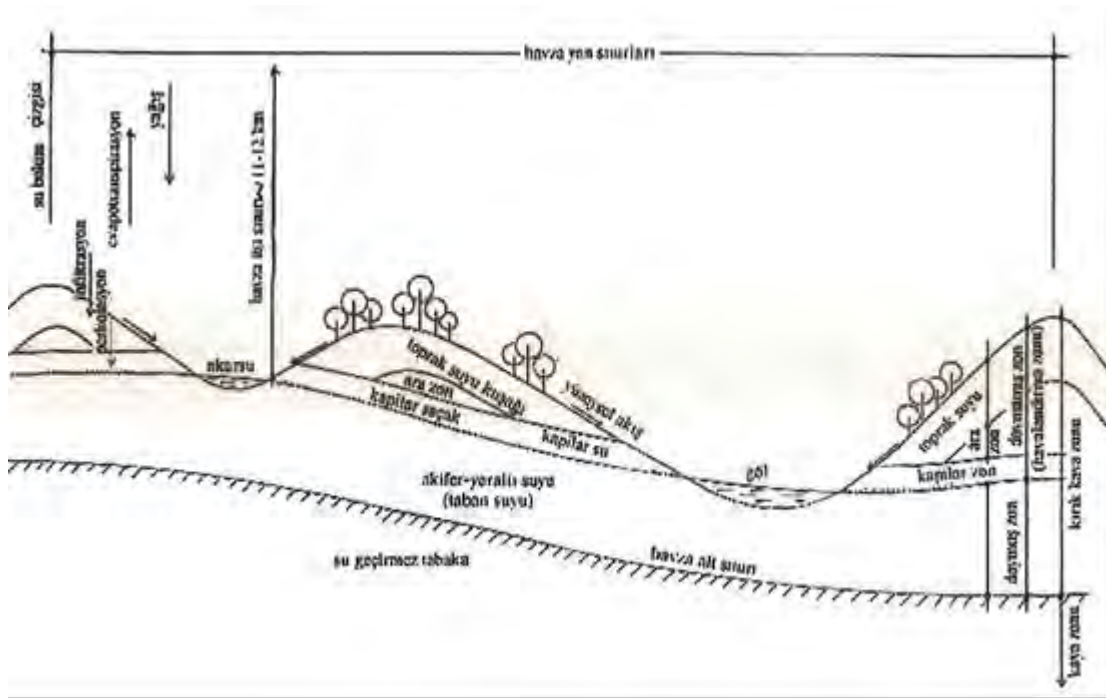 havza yan sınırları
su bölümü çizgisi
evapotranspirasyon
yağış
havza üst sınırı 11-12 km
infiltrasyon
perkolasyon
akarsu
toprak suyu kuşağı
ara zon
kapilar saçak
kapilar su
yüzeysel akış
göl
toprak suyu
ara zon
kapilar zon
doymamış zon
(havalandırma zonu)
doymuş zon
kırık kaya zonu
kaya zonu
akifer-yeraltı suyu
(taban suyu)
su geçirmez tabaka
havza alt sınırı